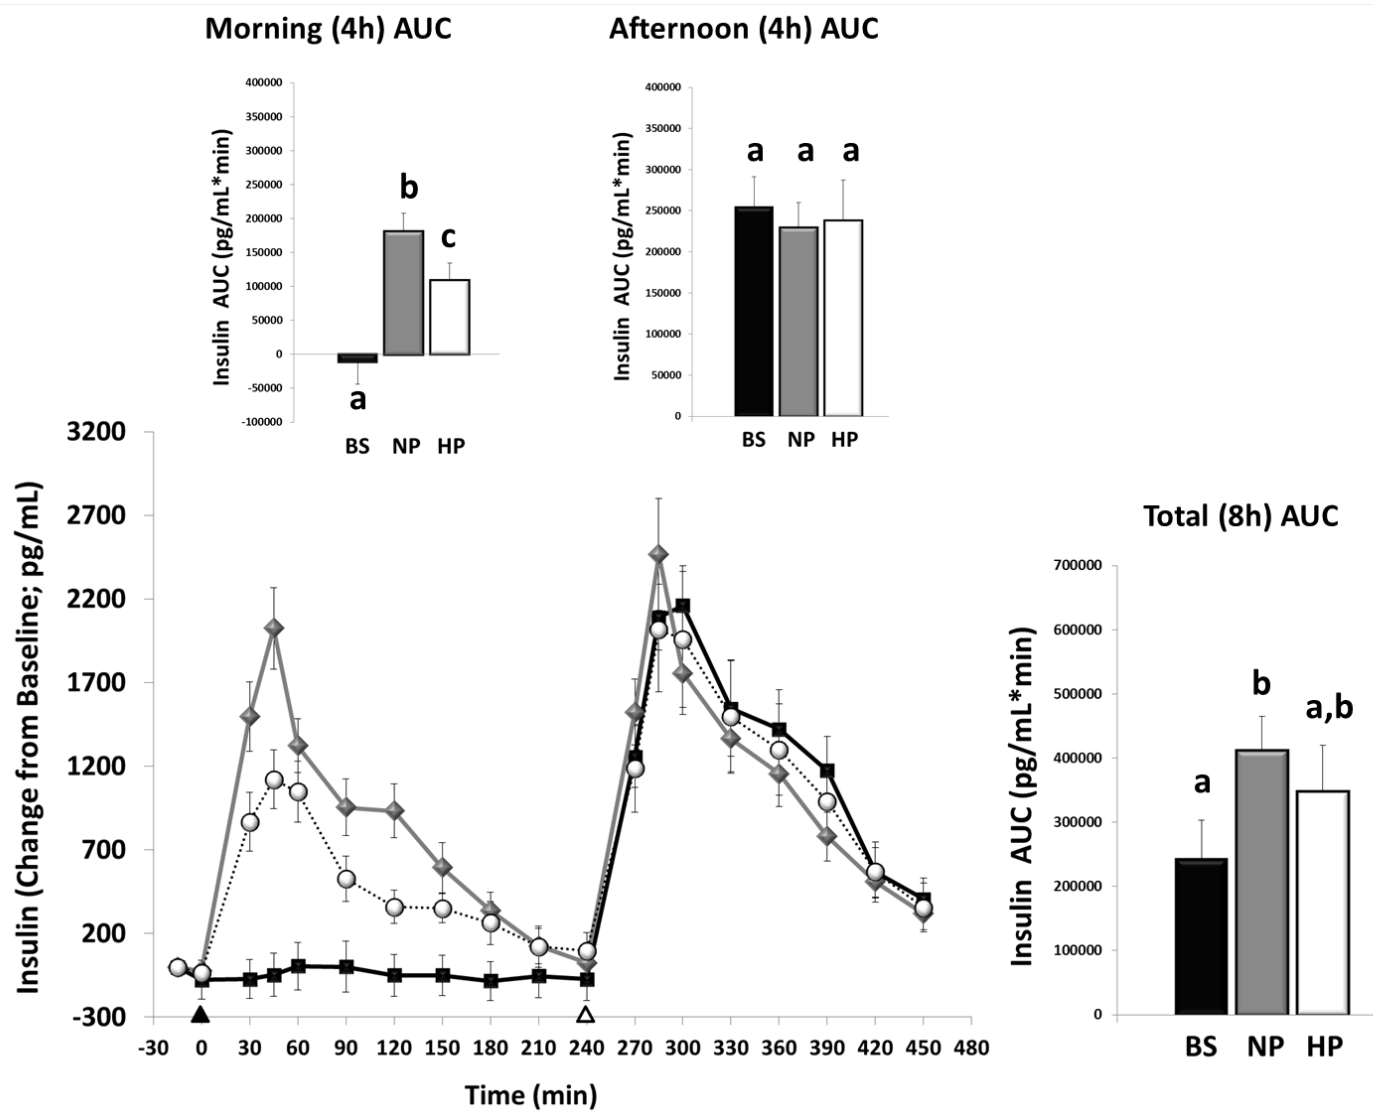 Morning (4h) AUC
Afternoon (4h) AUC
Insulin AUC (pg/mL*min)
400000
350000
300000
250000
200000
150000
100000
50000
0
-50000
-100000
a
b
c
BS NP HP
Insulin AUC (pg/mL*min)
400000
350000
300000
250000
200000
150000
100000
50000
0
a a a
BS NP HP
Insulin (Change from Baseline; pg/mL)
3200
2700
2200
1700
1200
700
200
-300
-30 0 30 60 90 120 150 180 210 240 270 300 330 360 390 420 450 480
Time (min)
Total (8h) AUC
Insulin AUC (pg/mL*min)
700000
600000
500000
400000
300000
200000
100000
0
a
b
a,b
BS NP HP